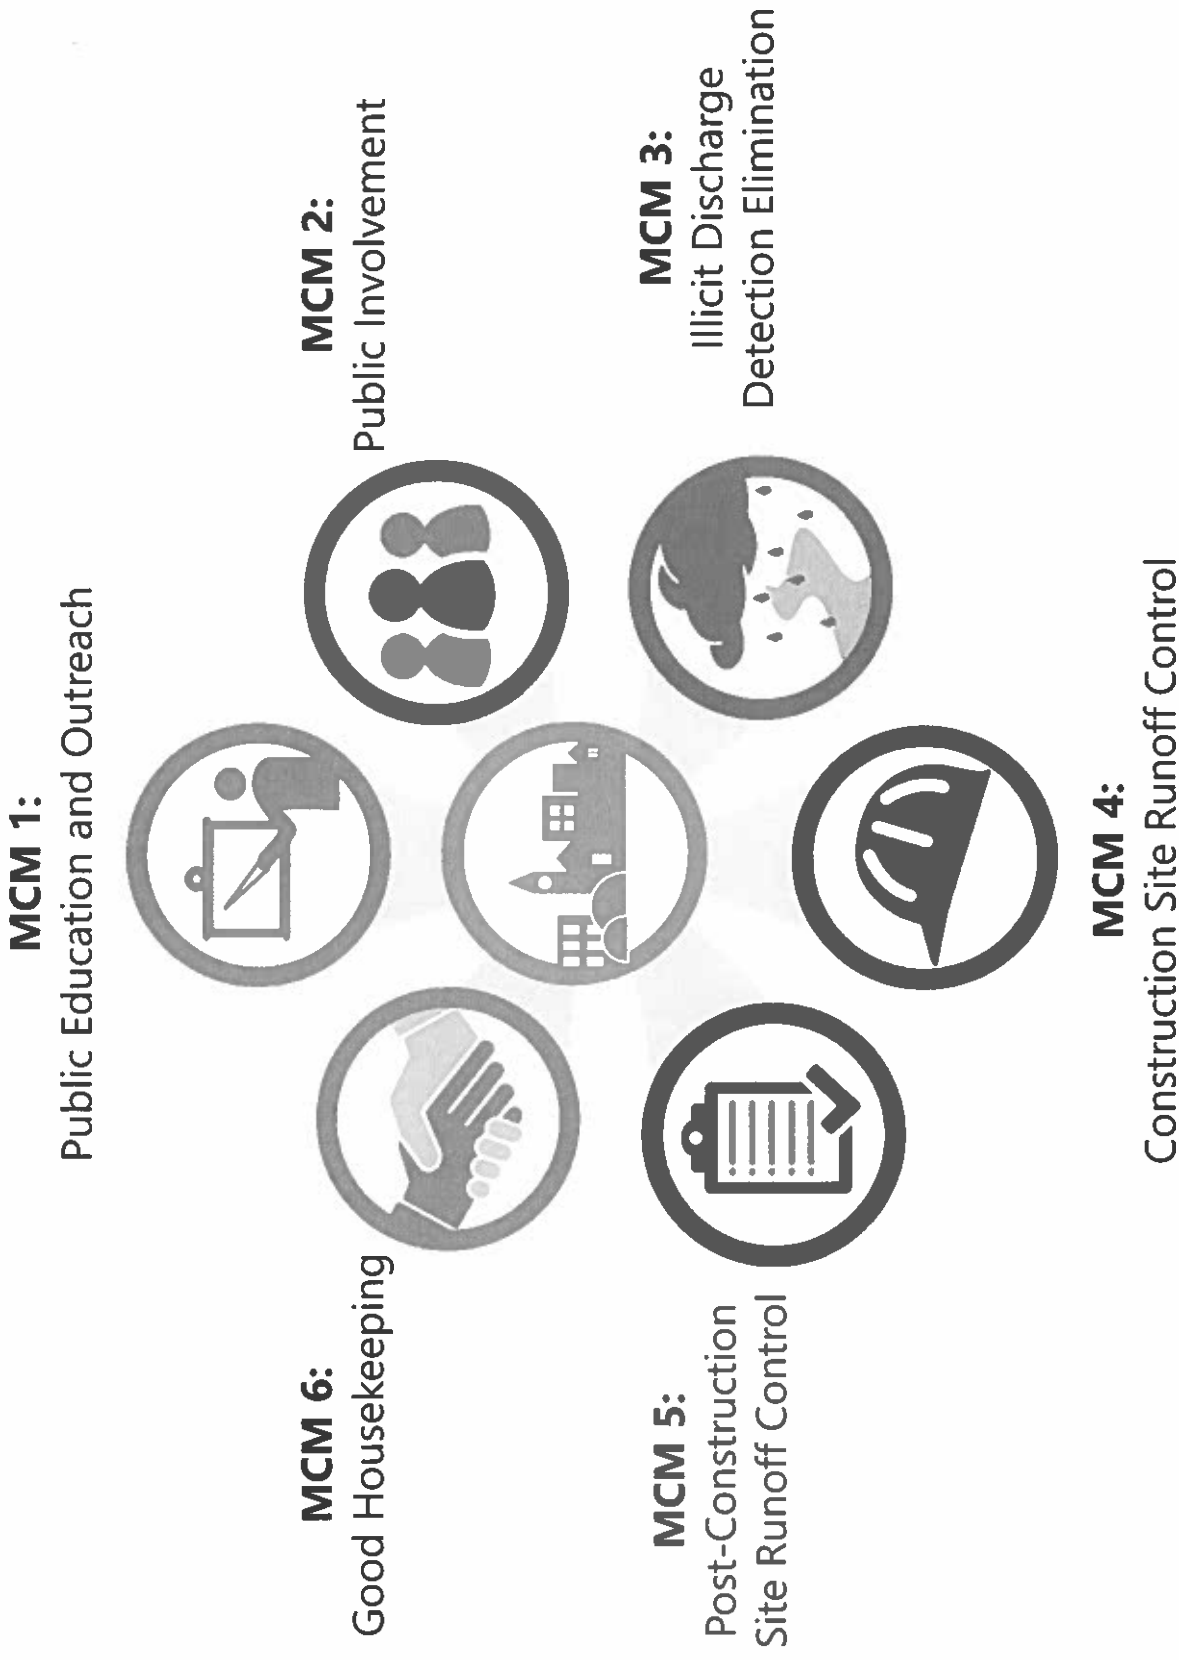 MCM 1:
Public Education and Outreach
MCM 2:
Public Involvement
MCM 3:
Illicit Discharge
Detection Elimination
MCM 4:
Construction Site Runoff Control
MCM 5:
Post-Construction
Site Runoff Control
MCM 6:
Good Housekeeping